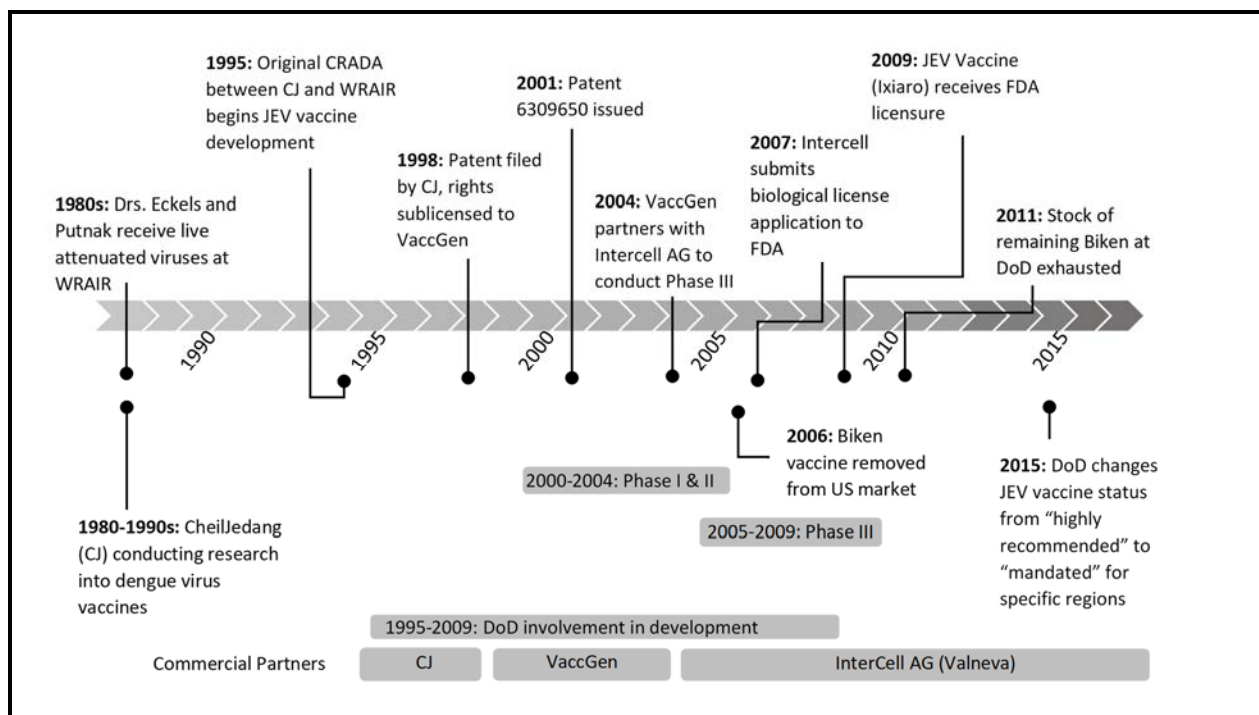 1980s: Drs. Eckels and
Putnak receive live
attenuated viruses at
WRAIR
1995: Original CRADA
between CJ and WRAIR
begins JEV vaccine
development
1998: Patent filed
by CJ, rights
sublicensed to
VaccGen
2001: Patent
6309650 issued
2004: VaccGen
partners with
Intercell AG to
conduct Phase III
2007: Intercell
submits
biological license
application to
FDA
2009: JEV Vaccine
(Ixiaro) receives FDA
licensure
2011: Stock of
remaining Biken at
DoD exhausted
1990
1995
2000
2005
2010
2015
1980-1990s: CheilJedang
(CJ) conducting research
into dengue virus
vaccines
2000-2004: Phase I & II
2006: Biken
vaccine removed
from US market
2005-2009: Phase III
2015: DoD changes
JEV vaccine status
from “highly
recommended” to
“mandated” for
specific regions
1995-2009: DoD involvement in development
Commercial Partners
CJ
VaccGen
InterCell AG (Valneva)